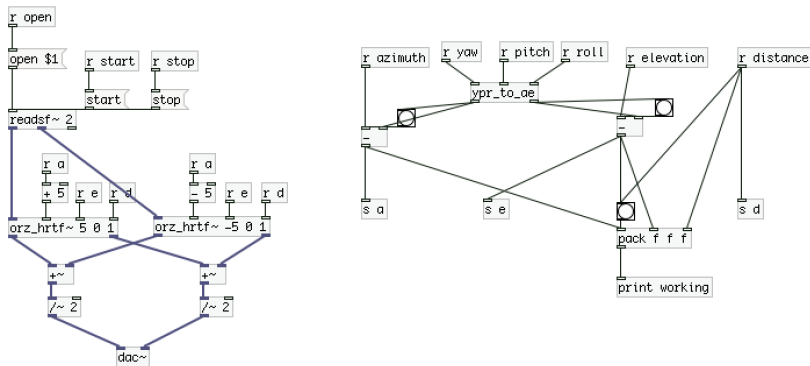 r open
open $1
r start
r stop
start
stop
readsf~ 2
r a
+ 5
r e
r d
r a
- 5
r e
r d
orz_hrtf~ 5 0 1
orz_hrtf~ -5 0 1
+~
+~
/~ 2
/~ 2
dac~
r azimuth
r yaw
r pitch
r roll
r elevation
r distance
ypr_to_ae
-
-
s a
s e
s d
pack f f f
print working